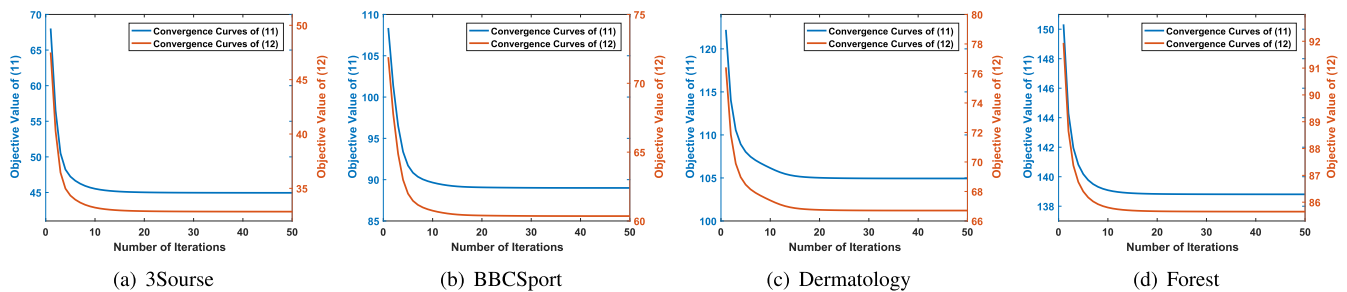 Convergence Curves of (11)
Convergence Curves of (12)
Objective Value of (11)
70
65
60
55
50
45
Objective Value of (12)
50
45
40
35
0 10 20 30 40 50
Number of Iterations
(a) 3Sourse
Convergence Curves of (11)
Convergence Curves of (12)
Objective Value of (11)
110
105
100
95
90
85
Objective Value of (12)
75
70
65
60
0 10 20 30 40 50
Number of Iterations
(b) BBCSport
Convergence Curves of (11)
Convergence Curves of (12)
Objective Value of (11)
120
115
110
105
100
Objective Value of (12)
80
78
76
74
72
70
68
66
0 10 20 30 40 50
Number of Iterations
(c) Dermatology
Convergence Curves of (11)
Convergence Curves of (12)
Objective Value of (11)
150
148
146
144
142
140
138
Objective Value of (12)
92
91
90
89
88
87
86
0 10 20 30 40 50
Number of Iterations
(d) Forest